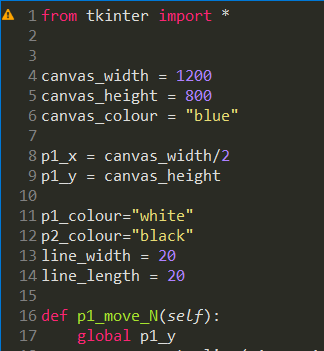 1 from tkinter import *
2
3
4 canvas_width = 1200
5 canvas_height = 800
6 canvas_colour = "blue"
7
8 p1_x = canvas_width/2
9 p1_y = canvas_height
10
11 p1_colour="white"
12 p2_colour="black"
13 line_width = 20
14 line_length = 20
15
16 def p1_move_N(self):
17     global p1_y